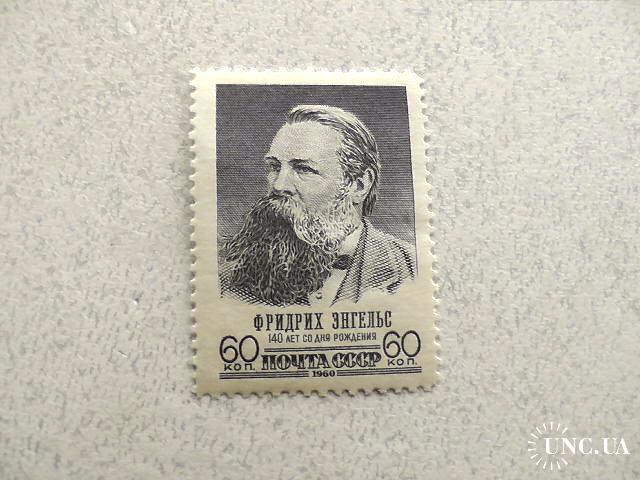 ФРИДРИХ ЭНГЕЛЬС
140 ЛЕТ СО ДНЯ РОЖДЕНИЯ
60 КОП. ПОЧТА СССР 60 КОП.
1960
UNC.UA